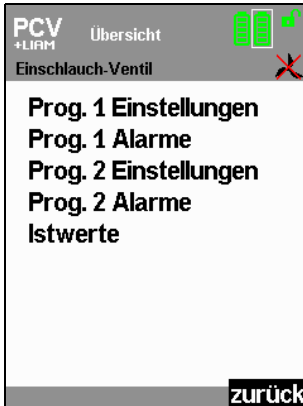 PCV
+LIAM
Übersicht
Einschlauch-Ventil
Prog. 1 Einstellungen
Prog. 1 Alarme
Prog. 2 Einstellungen
Prog. 2 Alarme
Istwerte
zurück